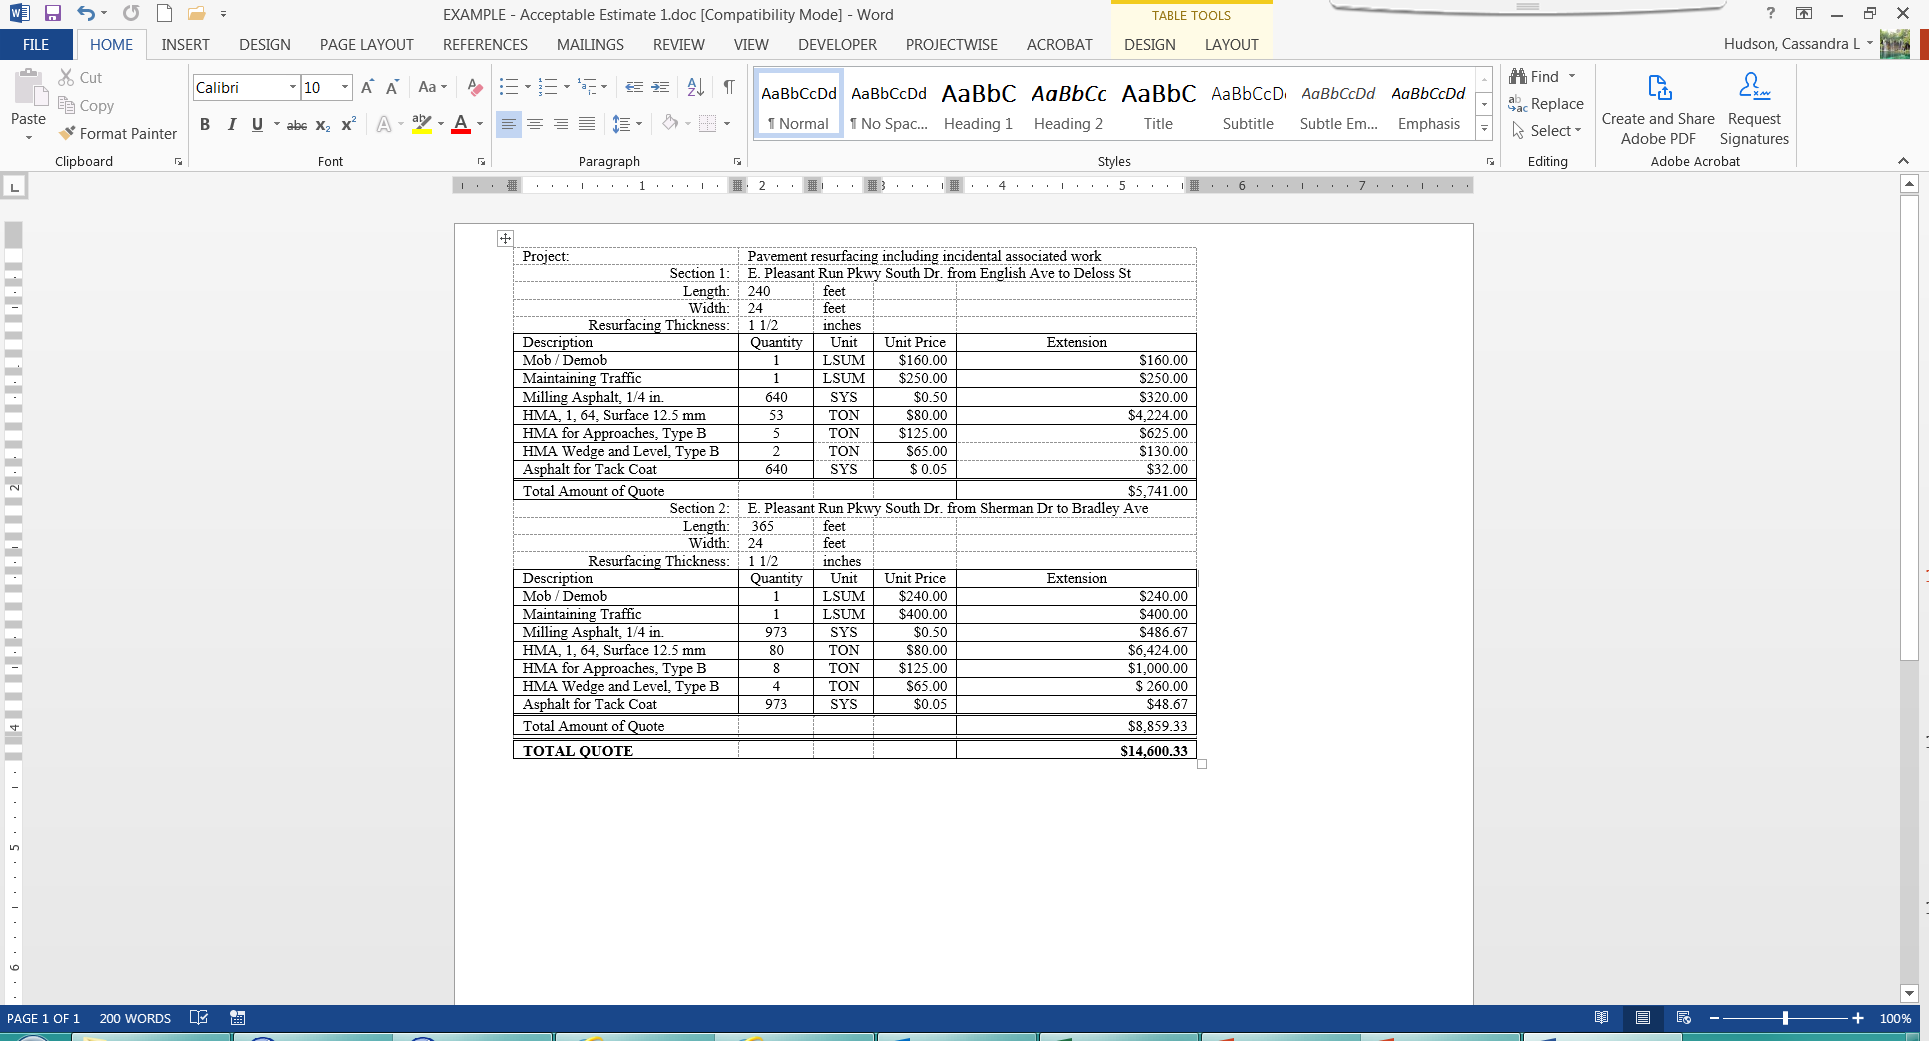 EXAMPLE - Acceptable Estimate 1.doc [Compatibility Mode] - Word
TABLE TOOLS
?
FILE HOME INSERT DESIGN PAGE LAYOUT REFERENCES MAILINGS REVIEW VIEW DEVELOPER PROJECTWISE ACROBAT DESIGN LAYOUT
Hudson, Cassandra L
Paste
Cut
Copy
Format Painter
Clipboard
Calibri 10
Font
Paragraph
AaBbCcDd AaBbCcDd AaBbC AaBbCc AaBbC AaBbCcD AaBbCcDd AaBbCcDd
¶ Normal ¶ No Spac... Heading 1 Heading 2 Title Subtitle Subtle Em... Emphasis
Styles
Find
Replace
Select
Editing
Create and Share Adobe PDF
Request Signatures
Adobe Acrobat
1 2 3 4 5 6 7
Project: Pavement resurfacing including incidental associated work
Section 1: E. Pleasant Run Pkwy South Dr. from English Ave to Deloss St
Length: 240 feet
Width: 24 feet
Resurfacing Thickness: 1 1/2 inches
Description Quantity Unit Unit Price Extension
Mob / Demob 1 LSUM $160.00 $160.00
Maintaining Traffic 1 LSUM $250.00 $250.00
Milling Asphalt, 1/4 in. 640 SYS $0.50 $320.00
HMA, 1, 64, Surface 12.5 mm 53 TON $80.00 $4,224.00
HMA for Approaches, Type B 5 TON $125.00 $625.00
HMA Wedge and Level, Type B 2 TON $65.00 $130.00
Asphalt for Tack Coat 640 SYS $ 0.05 $32.00
Total Amount of Quote $5,741.00
Section 2: E. Pleasant Run Pkwy South Dr. from Sherman Dr to Bradley Ave
Length: 365 feet
Width: 24 feet
Resurfacing Thickness: 1 1/2 inches
Description Quantity Unit Unit Price Extension
Mob / Demob 1 LSUM $240.00 $240.00
Maintaining Traffic 1 LSUM $400.00 $400.00
Milling Asphalt, 1/4 in. 973 SYS $0.50 $486.67
HMA, 1, 64, Surface 12.5 mm 80 TON $80.00 $6,424.00
HMA for Approaches, Type B 8 TON $125.00 $1,000.00
HMA Wedge and Level, Type B 4 TON $65.00 $ 260.00
Asphalt for Tack Coat 973 SYS $0.05 $48.67
Total Amount of Quote $8,859.33
TOTAL QUOTE $14,600.33
2
4
5
6
PAGE 1 OF 1 200 WORDS 100%